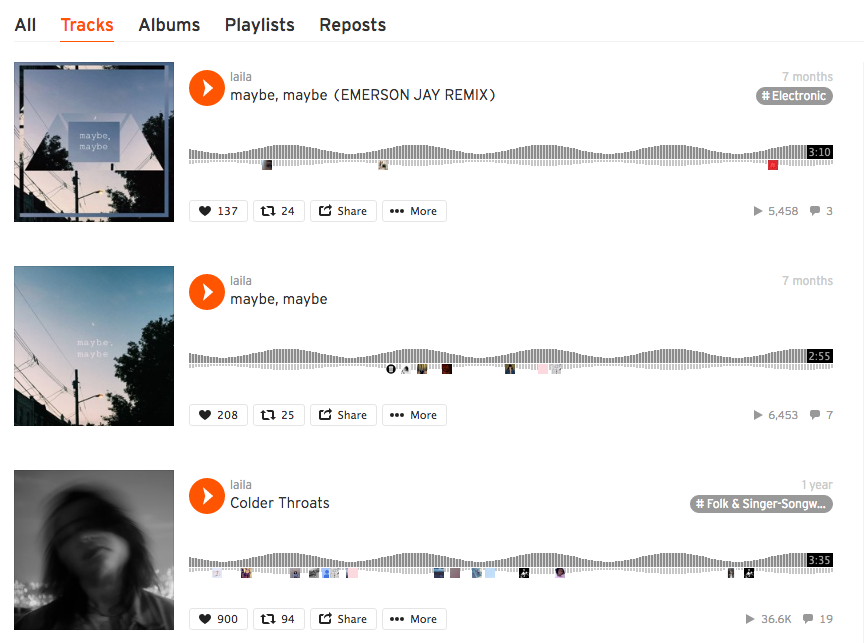 All Tracks Albums Playlists Reposts
maybe,
maybe
laila
7 months
maybe, maybe (EMERSON JAY REMIX)
# Electronic
3:10
137 24 Share More
5,458 3
maybe,
maybe
laila
7 months
maybe, maybe
2:55
208 25 Share More
6,453 7
laila
1 year
Colder Throats
# Folk & Singer-Songw...
3:35
900 94 Share More
36.6K 19